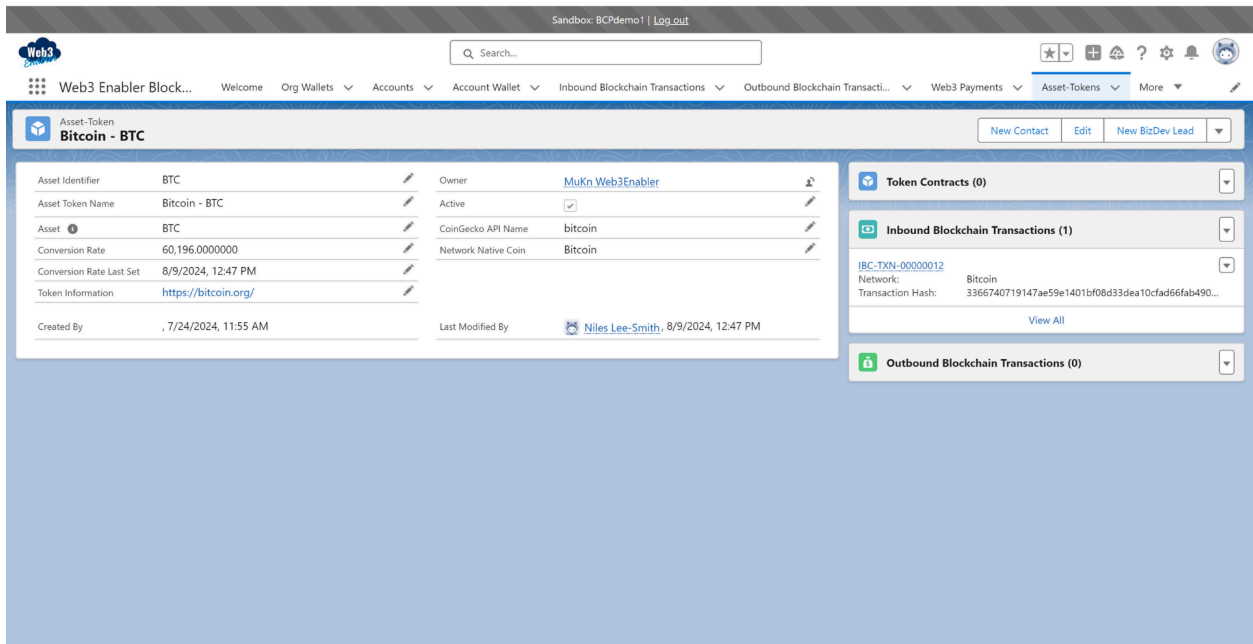 Sandbox: BCPdemo1 | Log out
Web3
Enabler
Search...
Web3 Enabler Block... Welcome Org Wallets Accounts Account Wallet Inbound Blockchain Transactions Outbound Blockchain Transacti... Web3 Payments Asset-Tokens More
Asset-Token
Bitcoin - BTC
New Contact Edit New BizDev Lead
Asset Identifier BTC
Owner MuKn Web3Enabler
Asset Token Name Bitcoin - BTC
Active
Asset BTC
CoinGecko API Name bitcoin
Conversion Rate 60,196.0000000
Network Native Coin Bitcoin
Conversion Rate Last Set 8/9/2024, 12:47 PM
Token Information https://bitcoin.org/
Created By , 7/24/2024, 11:55 AM
Last Modified By Niles Lee-Smith, 8/9/2024, 12:47 PM
Token Contracts (0)
Inbound Blockchain Transactions (1)
IBC-TXN-00000012
Network: Bitcoin
Transaction Hash: 3366740719147ae59e1401bf08d33dea10cfad66fab490...
View All
Outbound Blockchain Transactions (0)